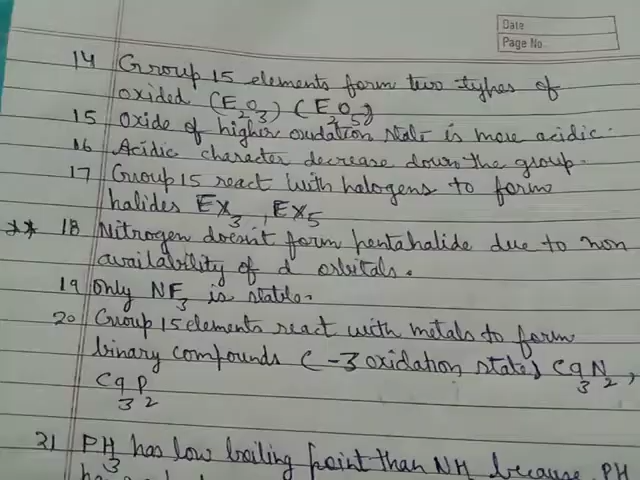 Date
Page No.
14 Group 15 elements form two types of
oxided (E2O3) (E2O5)
15 Oxide of higher oxidation state is more acidic.
16 Acidic character decrease down the group.
17 Group 15 react with halogens to form
halides EX3, EX5
** 18 Nitrogen doesn't form pentahalide due to non
availability of d orbitals.
19 Only NF3 is stable.
20 Group 15 elements react with metals to form
binary compounds (-3 oxidation state) Ca3N2,
Ca3P2
21 PH3 has low boiling point than NH3 because PH